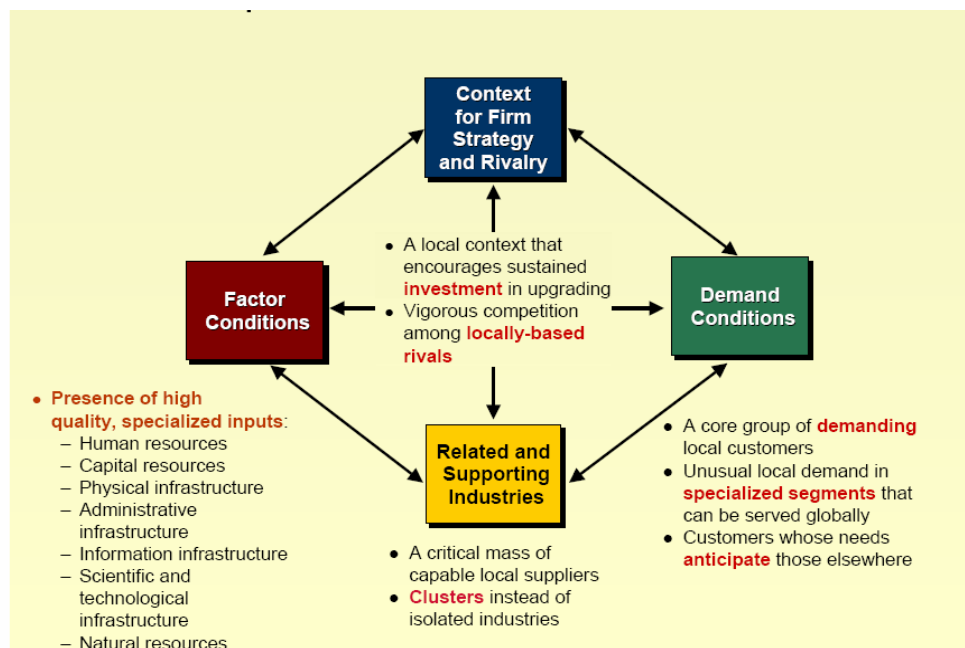 Context
for Firm
Strategy
and Rivalry
● A local context that
encourages sustained
investment in upgrading
● Vigorous competition
among locally-based
rivals
Factor
Conditions
Demand
Conditions
● Presence of high
quality, specialized inputs:
– Human resources
– Capital resources
– Physical infrastructure
– Administrative
infrastructure
– Information infrastructure
– Scientific and
technological
infrastructure
– Natural resources
Related and
Supporting
Industries
● A critical mass of
capable local suppliers
● Clusters instead of
isolated industries
● A core group of demanding
local customers
● Unusual local demand in
specialized segments that
can be served globally
● Customers whose needs
anticipate those elsewhere